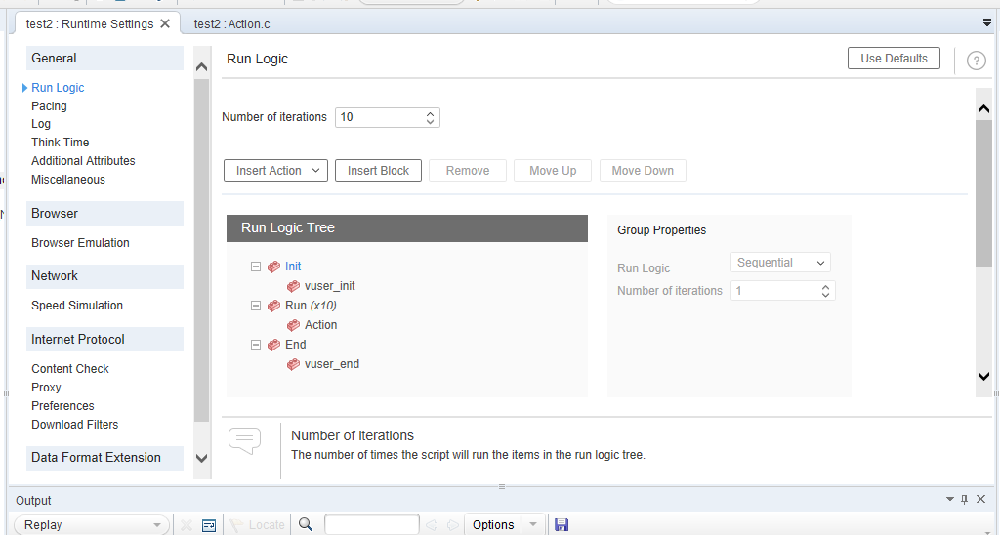 test2 : Runtime Settings
test2 : Action.c
General
Run Logic
Pacing
Log
Think Time
Additional Attributes
Miscellaneous
Browser
Browser Emulation
Network
Speed Simulation
Internet Protocol
Content Check
Proxy
Preferences
Download Filters
Data Format Extension
Run Logic
Use Defaults
?
Number of iterations 10
Insert Action
Insert Block
Remove
Move Up
Move Down
Run Logic Tree
Init
vuser_init
Run (x10)
Action
End
vuser_end
Group Properties
Run Logic Sequential
Number of iterations 1
Number of iterations
The number of times the script will run the items in the run logic tree.
Output
Replay
Locate
Options